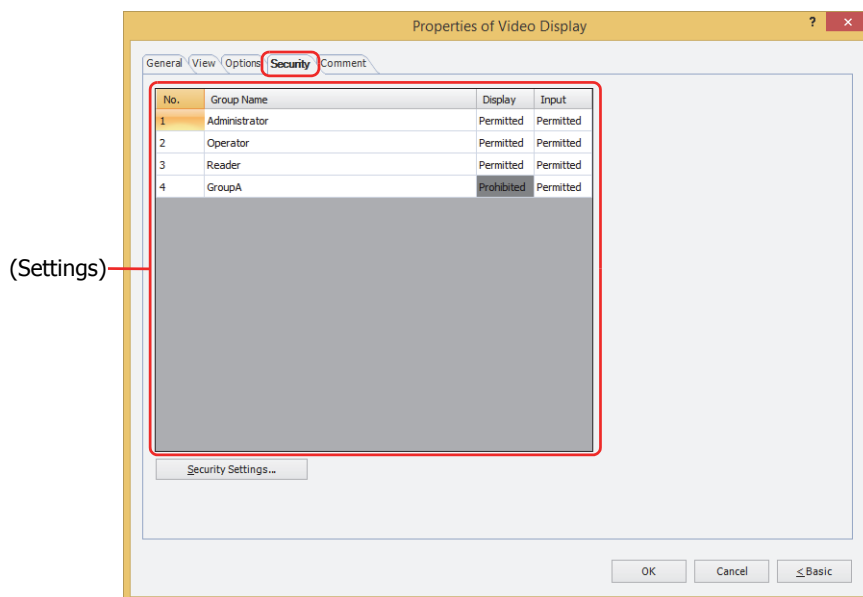 Properties of Video Display
? ×
General View Options Security Comment
No. Group Name Display Input
1 Administrator Permitted Permitted
2 Operator Permitted Permitted
3 Reader Permitted Permitted
4 GroupA Prohibited Permitted
(Settings)
Security Settings...
OK Cancel < Basic